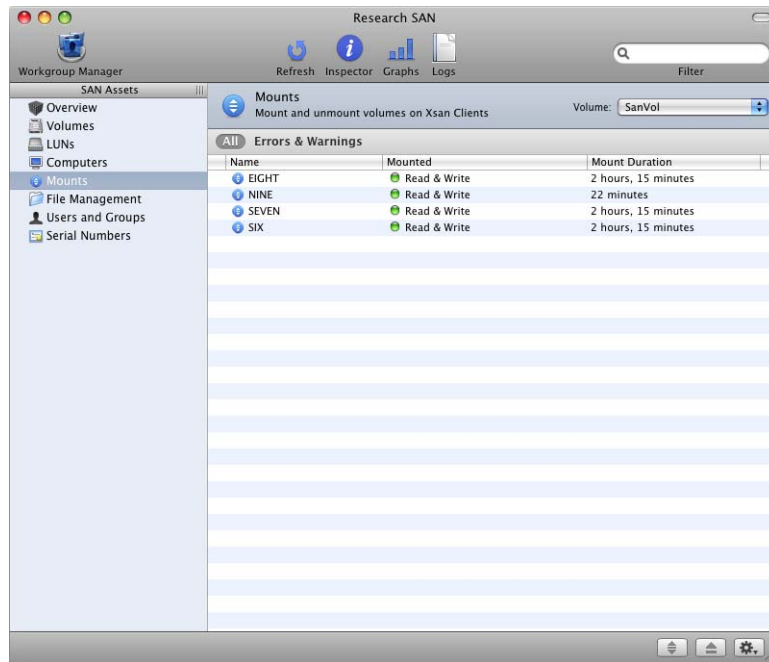 Research SAN
Workgroup Manager
Refresh Inspector Graphs Logs
Filter
SAN Assets
Overview
Volumes
LUNs
Computers
Mounts
File Management
Users and Groups
Serial Numbers
Mounts
Mount and unmount volumes on Xsan Clients
Volume: SanVol
All Errors & Warnings
Name Mounted Mount Duration
EIGHT Read & Write 2 hours, 15 minutes
NINE Read & Write 22 minutes
SEVEN Read & Write 2 hours, 15 minutes
SIX Read & Write 2 hours, 15 minutes